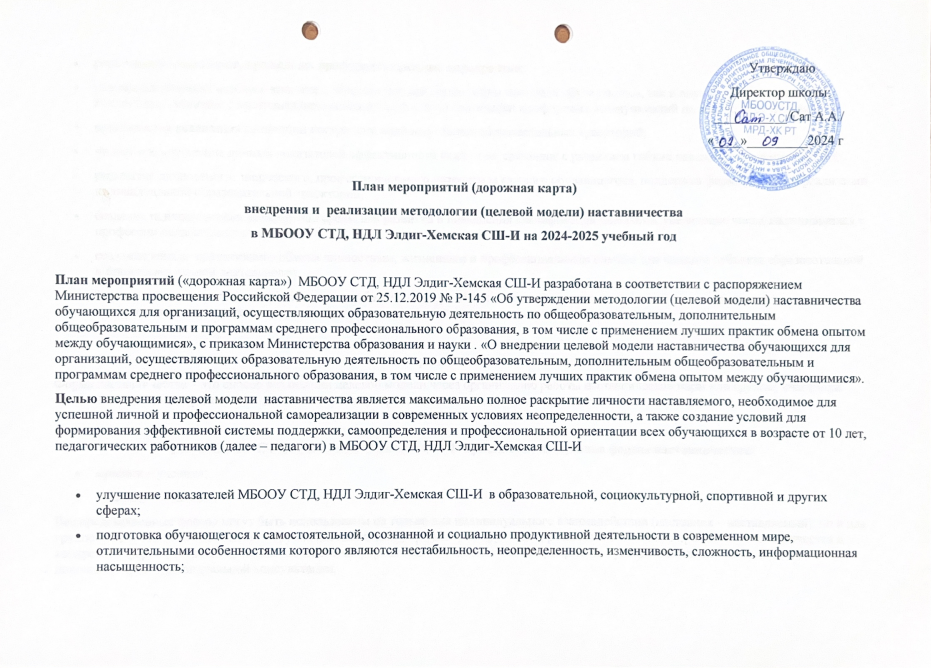 Утверждаю
Директор школы:
Сат /Сат А.А./
МБООУСТД
МРД-ХК РТ
« 01 » 09 2024 г
План мероприятий (дорожная карта)
внедрения и реализации методологии (целевой модели) наставничества
в МБООУ СТД, НДЛ Элдиг-Хемская СШ-И на 2024-2025 учебный год
План мероприятий («дорожная карта») МБООУ СТД, НДЛ Элдиг-Хемская СШ-И разработана в соответствии с распоряжением
Министерства просвещения Российской Федерации от 25.12.2019 № Р-145 «Об утверждении методологии (целевой модели) наставничества
обучающихся для организаций, осуществляющих образовательную деятельность по общеобразовательным, дополнительным
общеобразовательным и программам среднего профессионального образования, в том числе с применением лучших практик обмена опытом
между обучающимися», с приказом Министерства образования и науки . «О внедрении целевой модели наставничества обучающихся для
организаций, осуществляющих образовательную деятельность по общеобразовательным, дополнительным общеобразовательным и
программам среднего профессионального образования, в том числе с применением лучших практик обмена опытом между обучающимися».
Целью внедрения целевой модели наставничества является максимально полное раскрытие личности наставляемого, необходимое для
успешной личной и профессиональной самореализации в современных условиях неопределенности, а также создание условий для
формирования эффективной системы поддержки, самоопределения и профессиональной ориентации всех обучающихся в возрасте от 10 лет,
педагогических работников (далее – педагоги) в МБООУ СТД, НДЛ Элдиг-Хемская СШ-И
• улучшение показателей МБООУ СТД, НДЛ Элдиг-Хемская СШ-И в образовательной, социокультурной, спортивной и других
сферах;
• подготовка обучающегося к самостоятельной, осознанной и социально продуктивной деятельности в современном мире,
отличительными особенностями которого являются нестабильность, неопределенность, изменчивость, сложность, информационная
насыщенность;